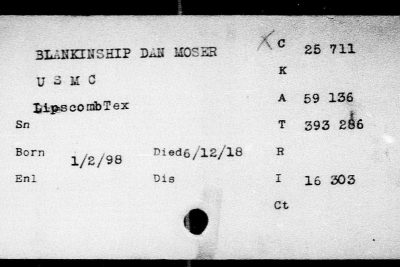 BLANKINSHIP DAN MOSER
U S M C
LipscombTex
Sn
Born 1/2/98 Died6/12/18
Enl Dis
X C 25 711
K
A 59 136
T 393 286
R
I 16 303
Ct